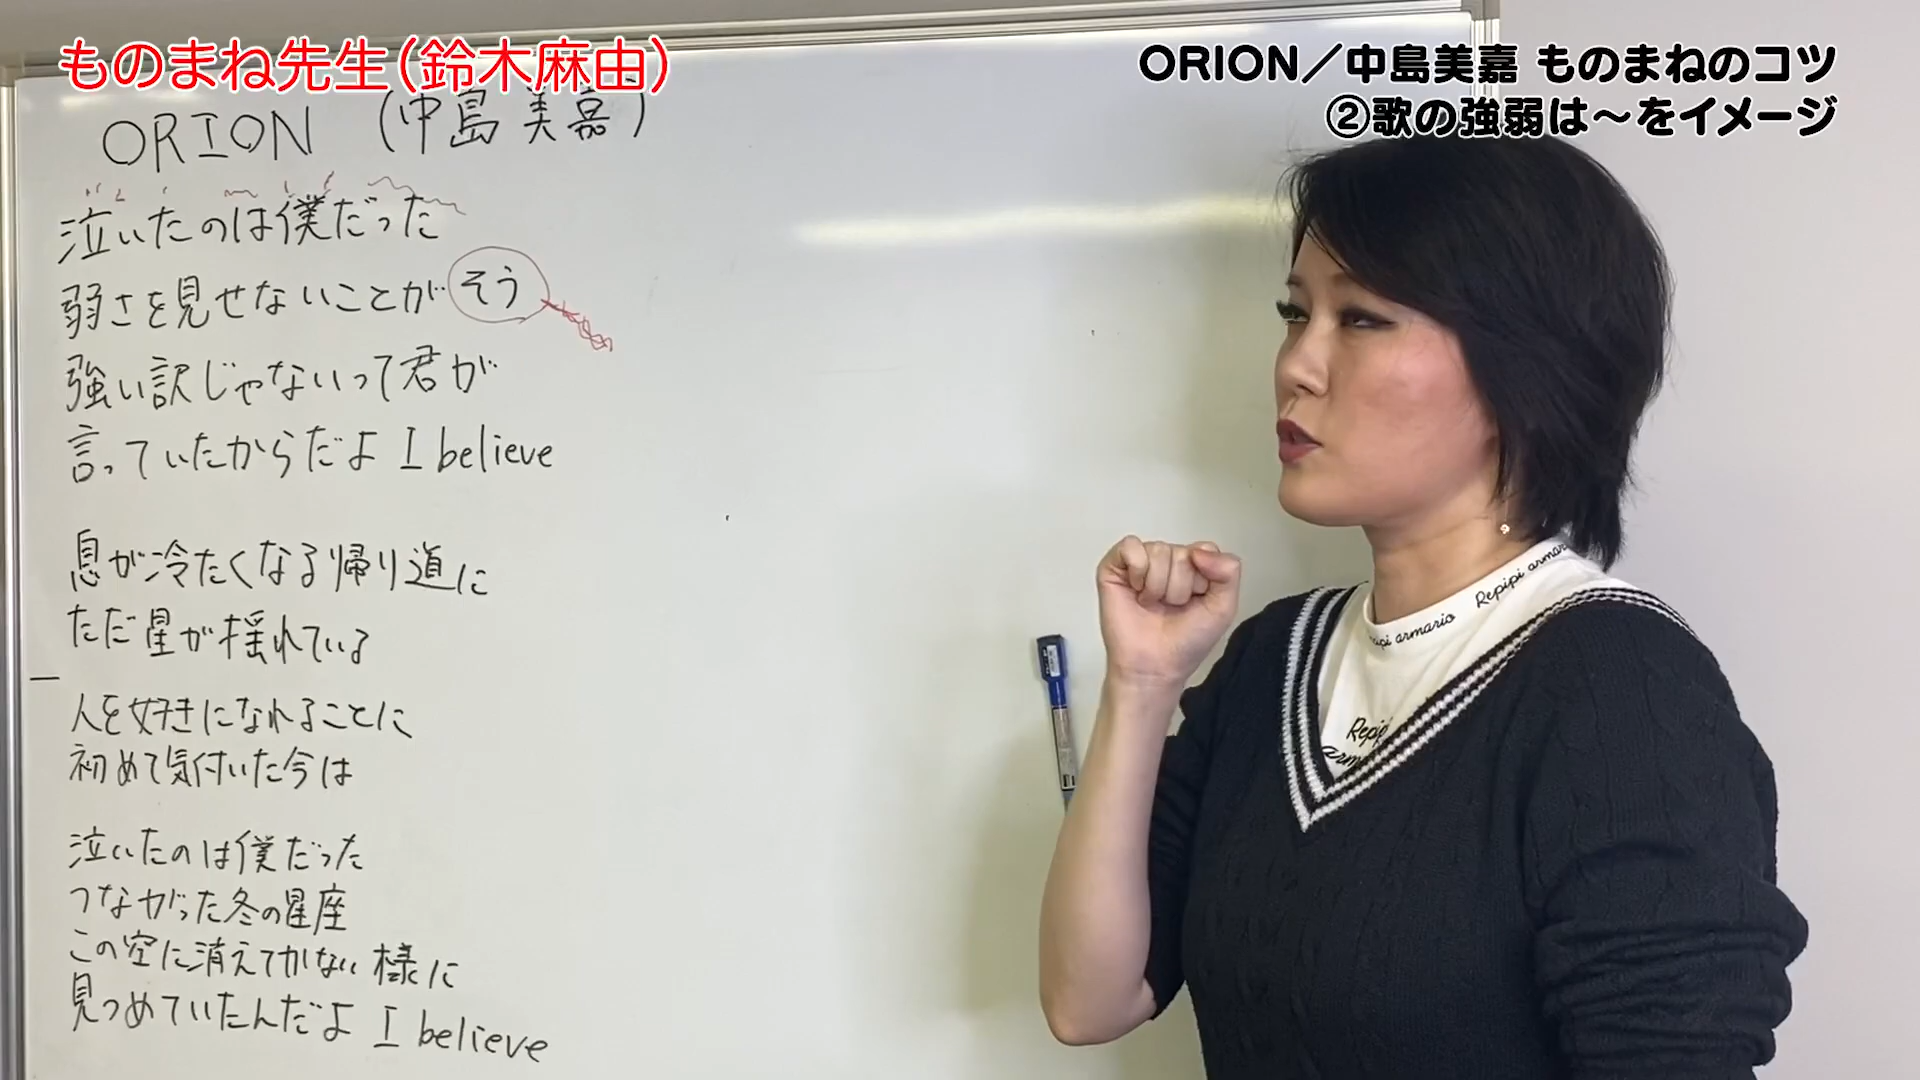 ものまね先生(鈴木麻由)
ORION/中島美嘉 ものまねのコツ
②歌の強弱は~をイメージ
ORION (中島美嘉)
泣いたのは僕だった
弱さを見せないことが そう
強い訳じゃないって君が
言っていたからだよ I believe
息が冷たくなる帰り道に
ただ星が揺れている
人を好きになれることに
初めて気付いた今は
泣いたのは僕だった
つながった冬の星座
この空に消えてかない様に
見つめていたんだよ I believe
Repipi armario
Repipi armario